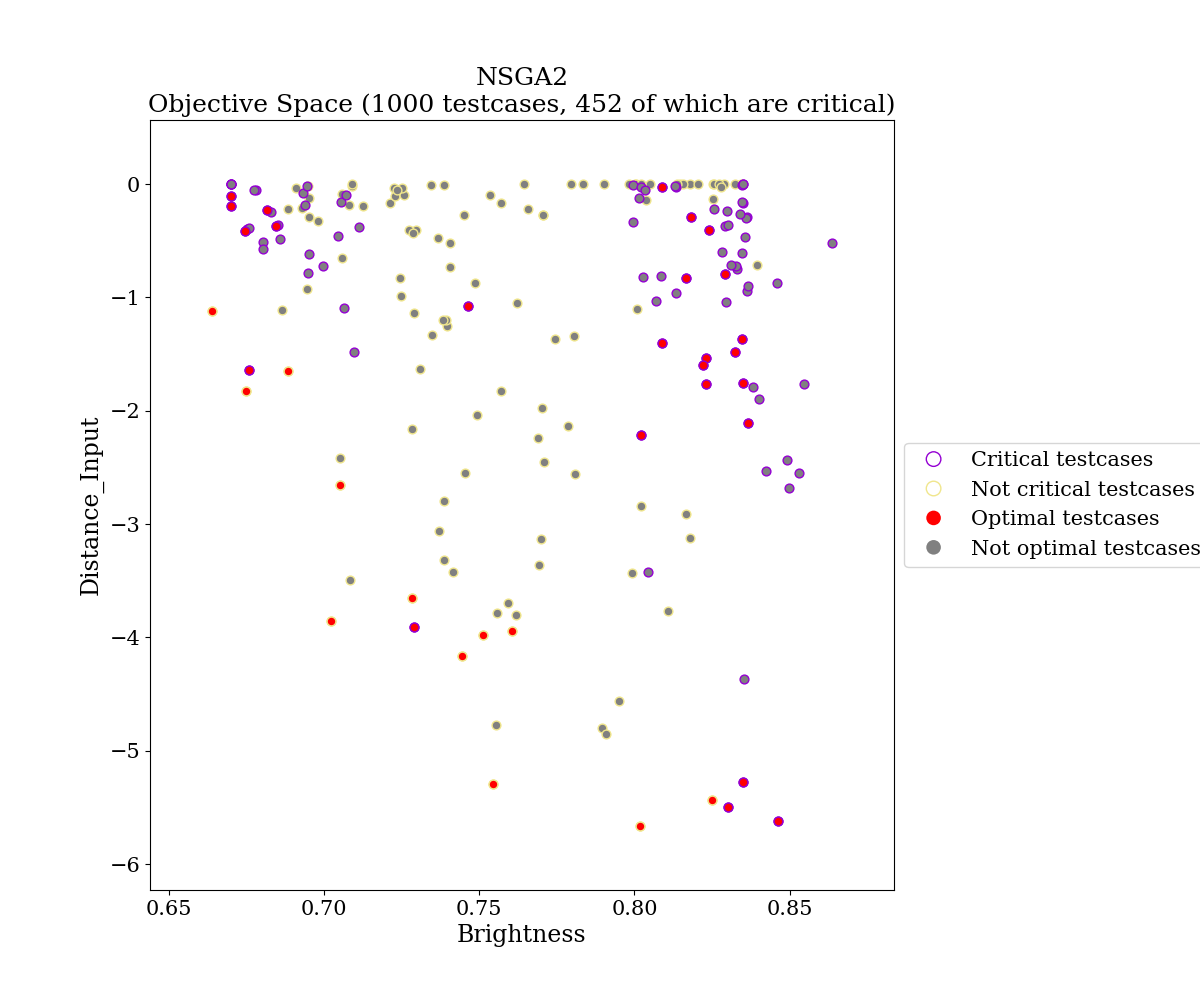 NSGA2
Objective Space (1000 testcases, 452 of which are critical)
0
−1
−2
−3
−4
−5
−6
Distance_Input
0.65 0.70 0.75 0.80 0.85
Brightness
Critical testcases
Not critical testcases
Optimal testcases
Not optimal testcases